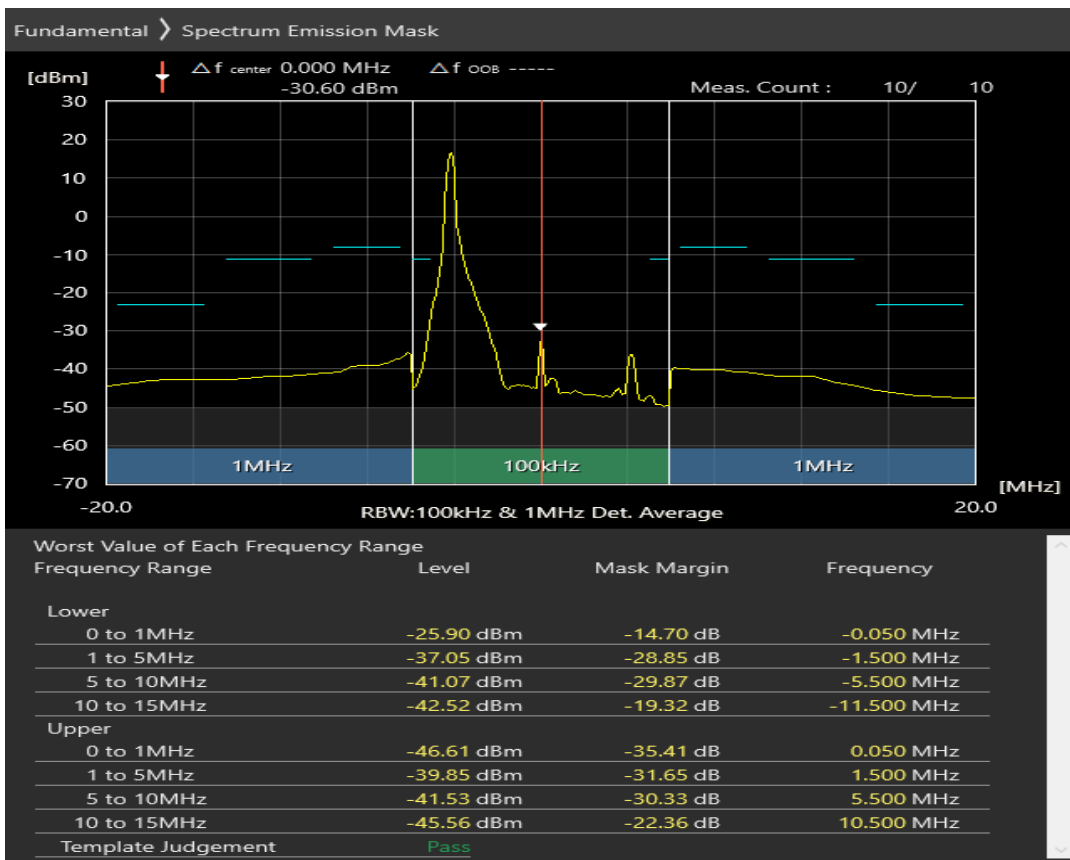 Fundamental ❯ Spectrum Emission Mask
[dBm] △f center 0.000 MHz △f OOB -----
-30.60 dBm Meas. Count : 10/ 10
30
20
10
0
-10
-20
-30
-40
-50
-60
1MHz 100kHz 1MHz
-70
[MHz]
-20.0 RBW:100kHz & 1MHz Det. Average 20.0
Worst Value of Each Frequency Range
Frequency Range Level Mask Margin Frequency
Lower
0 to 1MHz -25.90 dBm -14.70 dB -0.050 MHz
1 to 5MHz -37.05 dBm -28.85 dB -1.500 MHz
5 to 10MHz -41.07 dBm -29.87 dB -5.500 MHz
10 to 15MHz -42.52 dBm -19.32 dB -11.500 MHz
Upper
0 to 1MHz -46.61 dBm -35.41 dB 0.050 MHz
1 to 5MHz -39.85 dBm -31.65 dB 1.500 MHz
5 to 10MHz -41.53 dBm -30.33 dB 5.500 MHz
10 to 15MHz -45.56 dBm -22.36 dB 10.500 MHz
Template Judgement Pass